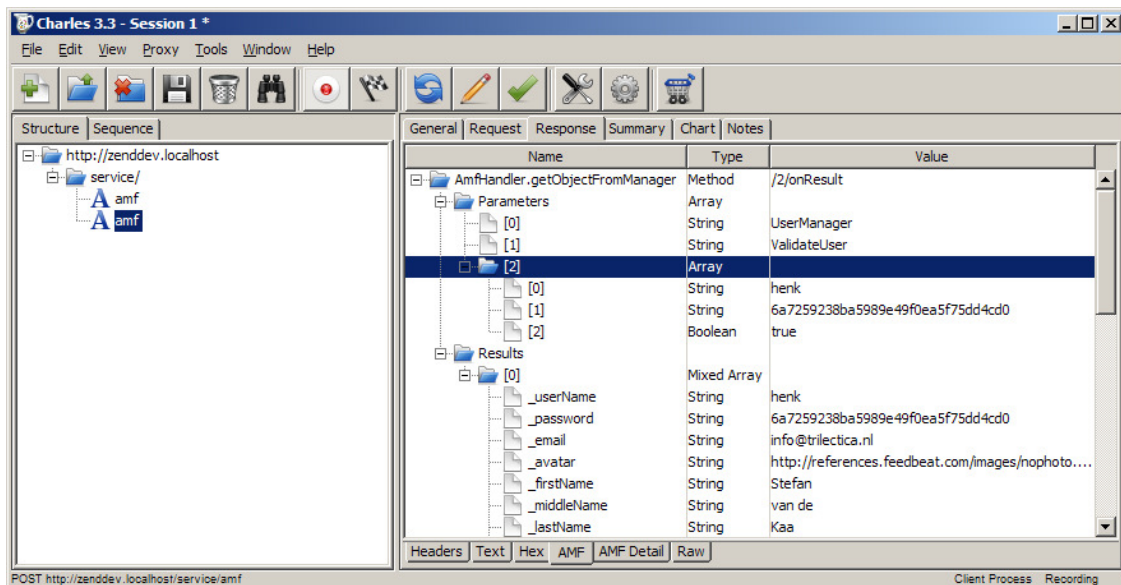 Charles 3.3 - Session 1 *
File Edit View Proxy Tools Window Help
Structure Sequence
General Request Response Summary Chart Notes
http://zenddev.localhost
service/
amf
amf
Name Type Value
AmfHandler.getObjectFromManager Method /2/onResult
Parameters Array
[0] String UserManager
[1] String ValidateUser
[2] Array
[0] String henk
[1] String 6a7259238ba5989e49f0ea5f75dd4cd0
[2] Boolean true
Results
[0] Mixed Array
_userName String henk
_password String 6a7259238ba5989e49f0ea5f75dd4cd0
_email String info@trilectica.nl
_avatar String http://references.feedbeat.com/images/nophoto....
_firstName String Stefan
_middleName String van de
_lastName String Kaa
Headers Text Hex AMF AMF Detail Raw
POST http://zenddev.localhost/service/amf Client Process Recording